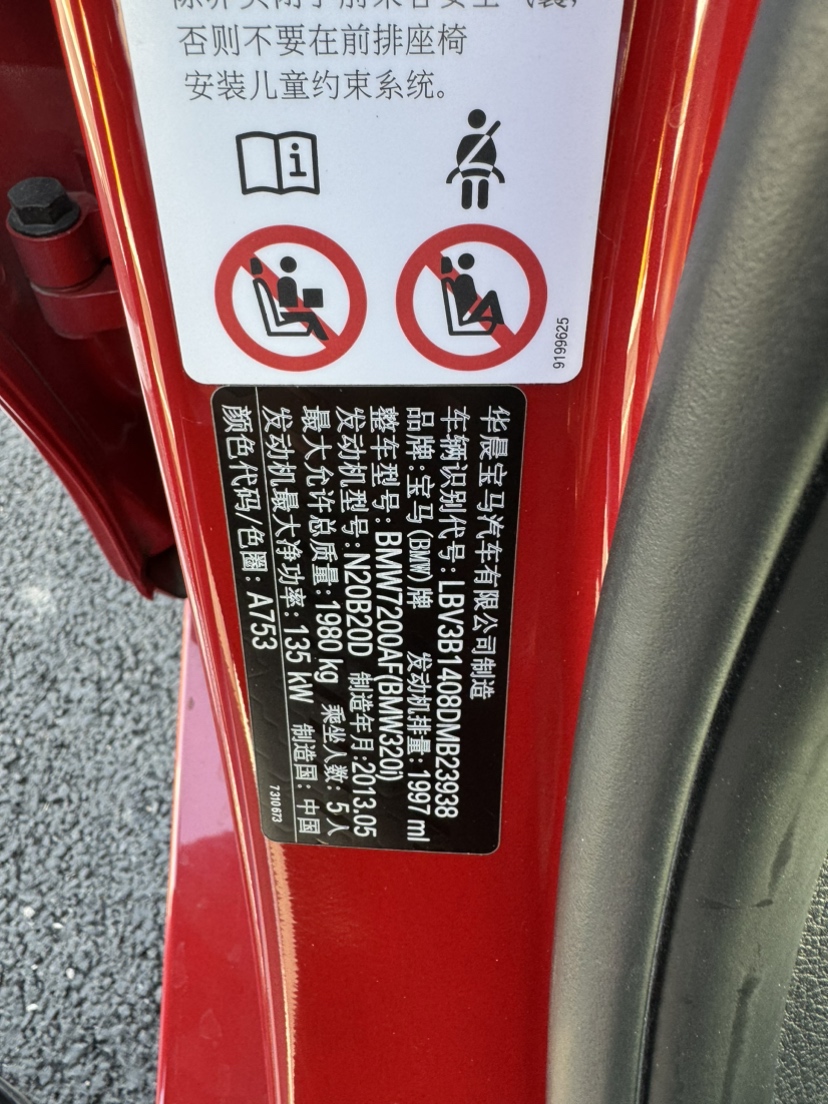 否则不要在前排座椅
安装儿童约束系统。
9199625
华晨宝马汽车有限公司制造
车辆识别代号:LBV3B1408DMB23938
品牌:宝马(BMW)牌 发动机排量:1997 ml
整车型号:BMW7200AF(BMW320i)
发动机型号:N20B20D 制造年月:2013.05
最大允许总质量:1980 kg 乘坐人数:5人
发动机最大净功率:135 kW 制造国:中国
颜色代码/色圈:A753 7310673